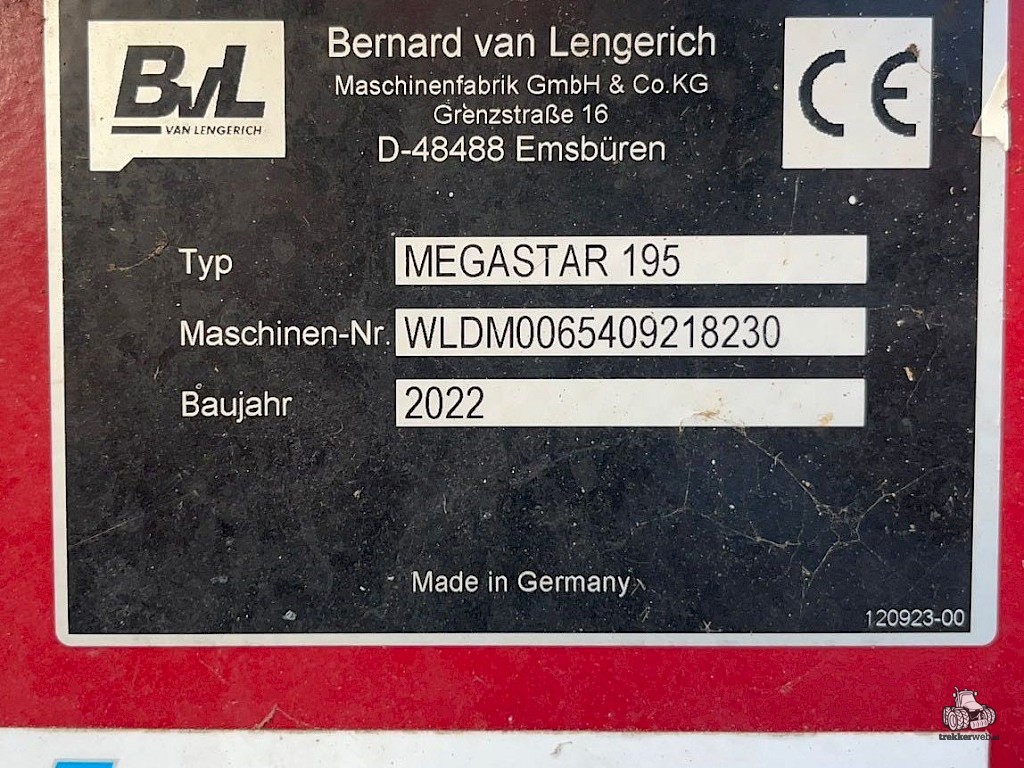 BvL
VAN LENGERICH
Bernard van Lengerich
Maschinenfabrik GmbH & Co.KG
Grenzstraße 16
D-48488 Emsbüren
CE
Typ MEGASTAR 195
Maschinen-Nr. WLDM0065409218230
Baujahr 2022
Made in Germany
120923-00
trekkerweb.nl